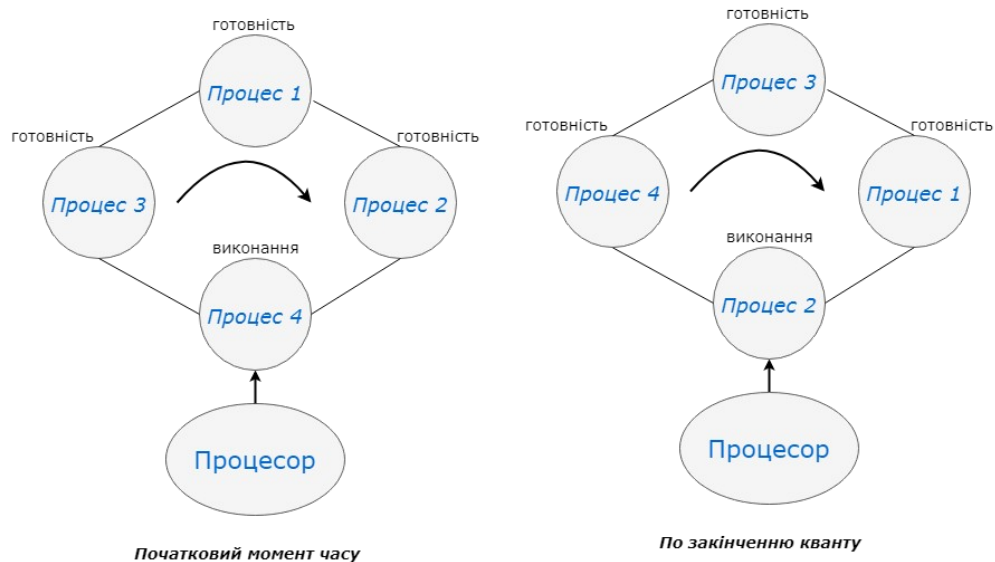 готовність
Процес 1
готовність
готовність
Процес 3
Процес 2
виконання
Процес 4
Процесор
Початковий момент часу
готовність
Процес 3
готовність
готовність
Процес 4
Процес 1
виконання
Процес 2
Процесор
По закінченню кванту